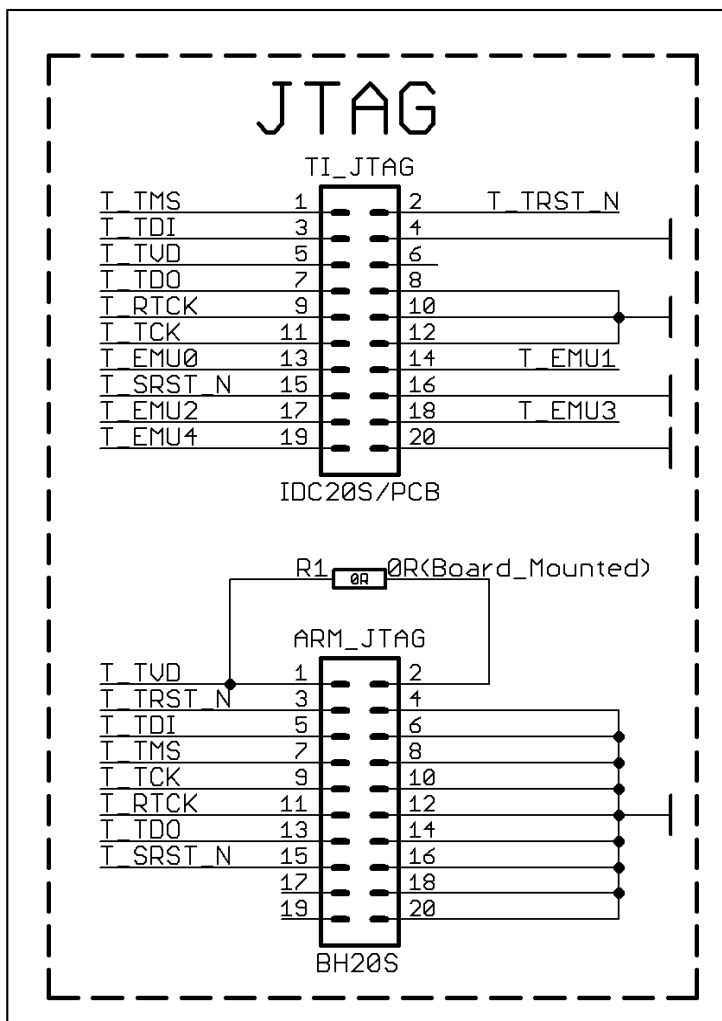 JTAG
TI_JTAG
T_TMS 1 2 T_TRST_N
T_TDI 3 4
T_TVD 5 6
T_TDO 7 8
T_RTCK 9 10
T_TCK 11 12
T_EMU0 13 14 T_EMU1
T_SRST_N 15 16
T_EMU2 17 18 T_EMU3
T_EMU4 19 20
IDC20S/PCB
R1 0R 0R(Board_Mounted)
ARM_JTAG
T_TVD 1 2
T_TRST_N 3 4
T_TDI 5 6
T_TMS 7 8
T_TCK 9 10
T_RTCK 11 12
T_TDO 13 14
T_SRST_N 15 16
17 18
19 20
BH20S